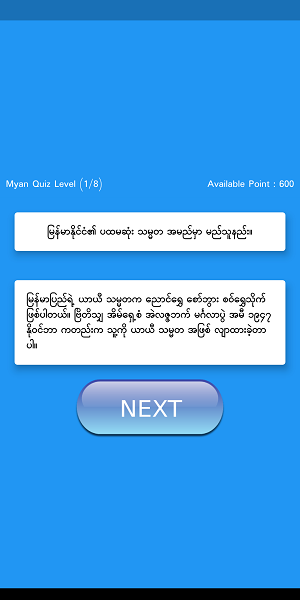 Myan Quiz Level (1/8)
Available Point : 600
မြန်မာနိုင်ငံ၏ ပထမဆုံး သမ္မတ အမည်မှာ မည်သူနည်း။
မြန်မာပြည်ရဲ့ ယာယီ သမ္မတက ညောင်ရွှေ စော်ဘွား စဝ်ရွှေသိုက်
ဖြစ်ပါတယ်။ ဗြိတိသျှ အိမ်ရှေ့စံ အဲလဇ္ဇဘက် မင်္ဂလာပွဲ အမီ ၁၉၄၇
နိုဝင်ဘာ ကတည်းက သူ့ကို ယာယီ သမ္မတ အဖြစ် လျာထားခဲ့တာ
ပါ။
NEXT